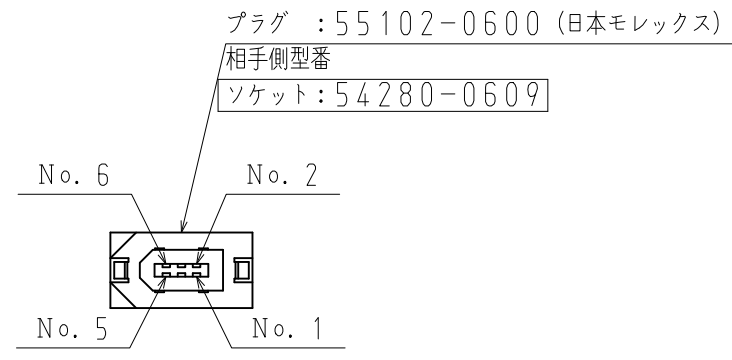 プラグ :55102-0600(日本モレックス)
相手側型番
ソケット:54280-0609
No. 6
No. 2
No. 5
No. 1